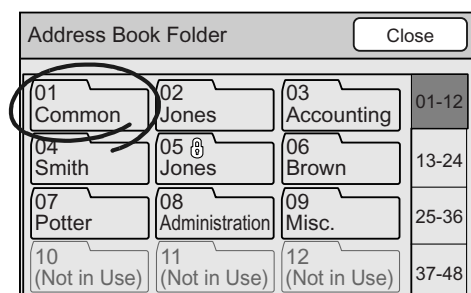 Address Book Folder Close
01 02 03 01-12
Common Jones Accounting
04 05 06 13-24
Smith Jones Brown
07 08 09 25-36
Potter Administration Misc.
10 11 12 37-48
(Not in Use) (Not in Use) (Not in Use)